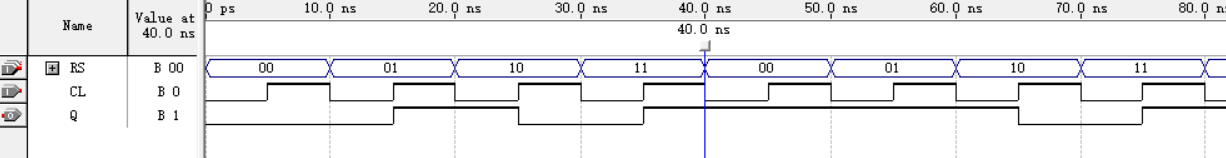 0 ps 10.0 ns 20.0 ns 30.0 ns 40.0 ns 50.0 ns 60.0 ns 70.0 ns 80.0 n
Name Value at 40.0 ns
40.0 ns
RS B 00 00 01 10 11 00 01 10 11
CL B 0
Q B 1